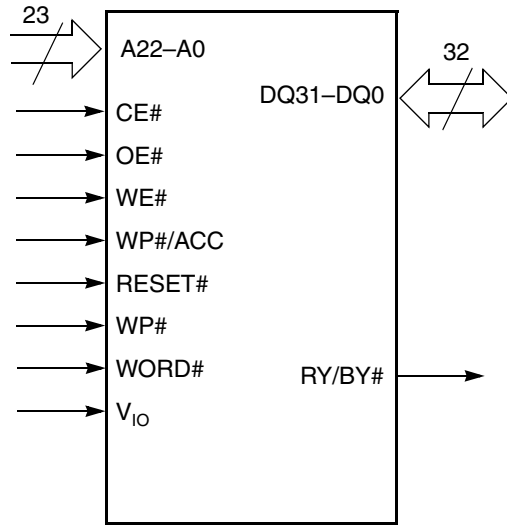 23
A22–A0
32
DQ31–DQ0
CE#
OE#
WE#
WP#/ACC
RESET#
WP#
WORD#
RY/BY#
VIO